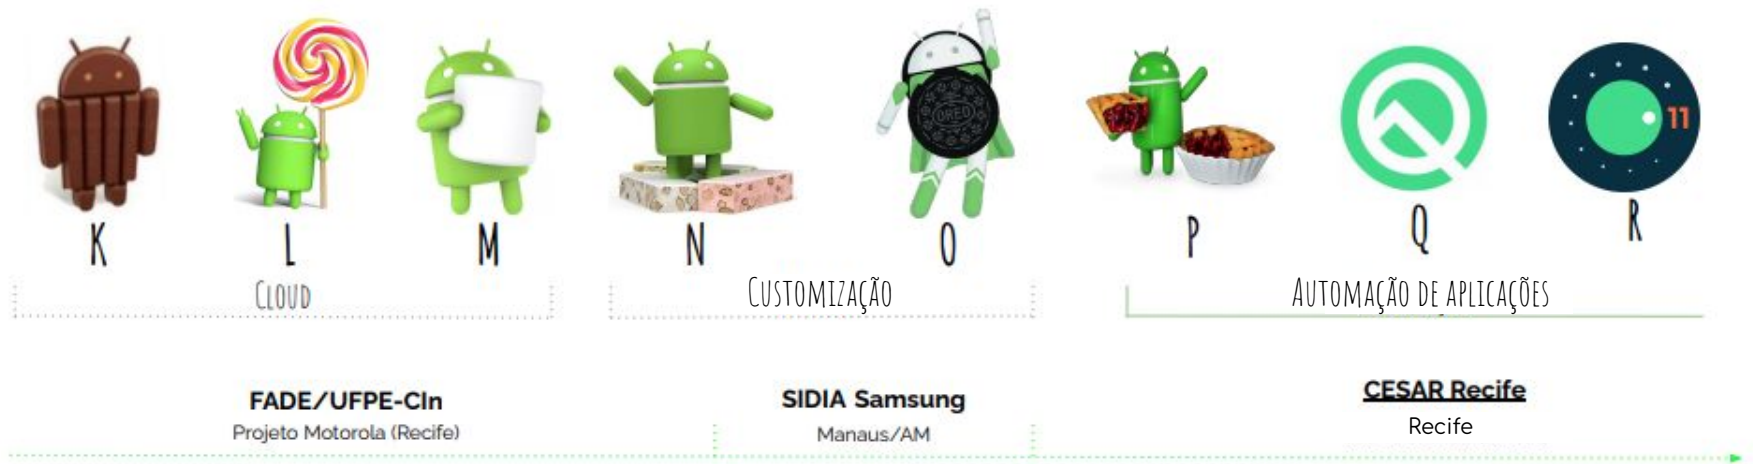 OREO
11
K L M N O P Q R
CLOUD
CUSTOMIZAÇÃO
AUTOMAÇÃO DE APLICAÇÕES
FADE/UFPE-CIn
Projeto Motorola (Recife)
SIDIA Samsung
Manaus/AM
CESAR Recife
Recife